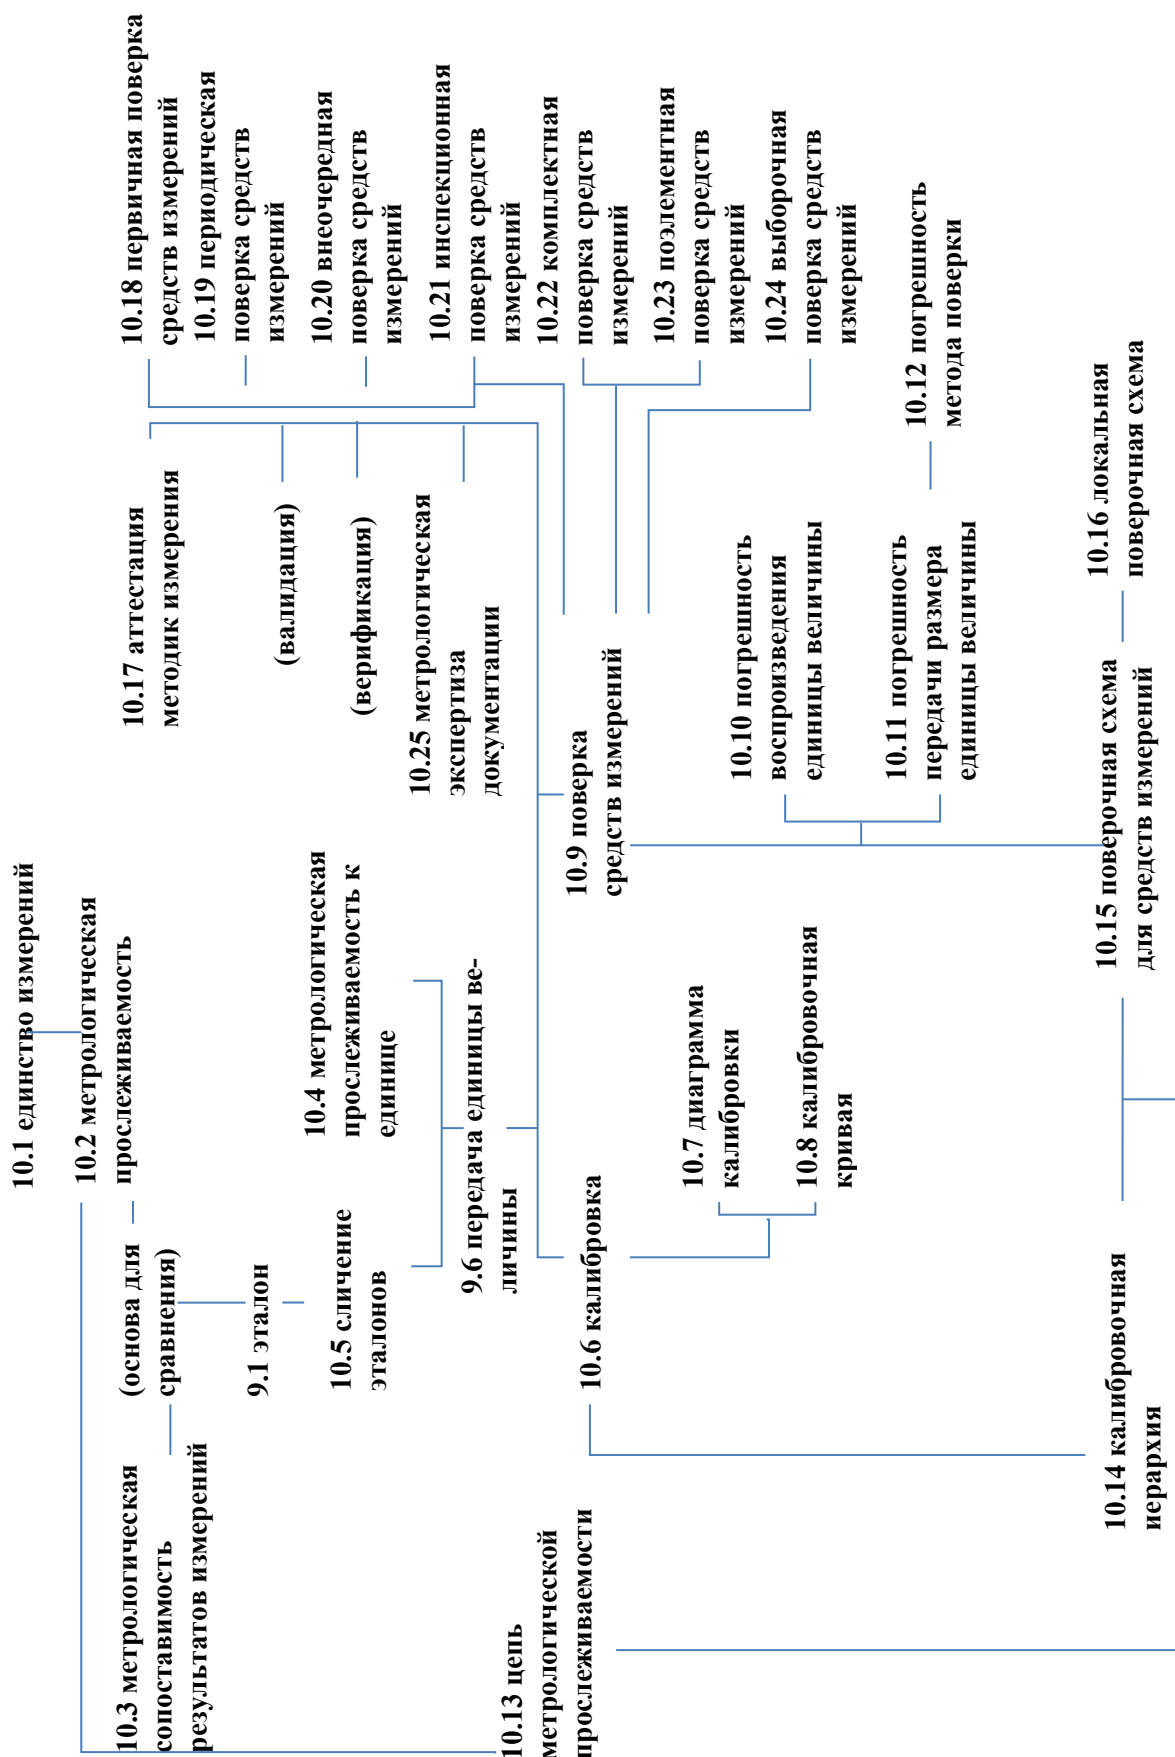 10.1 единство измерений
10.2 метрологическая
прослеживаемость
10.3 метрологическая
сопоставимость
результатов измерений
(основа для
сравнения)
9.1 эталон
10.5 сличение
эталонов
10.4 метрологическая
прослеживаемость к
единице
9.6 передача единицы ве-
личины
10.17 аттестация
методик измерения
(валидация)
(верификация)
10.25 метрологическая
экспертиза
документации
10.18 первичная поверка
средств измерений
10.19 периодическая
поверка средств
измерений
10.20 внеочередная
поверка средств
измерений
10.21 инспекционная
поверка средств
измерений
10.22 комплектная
поверка средств
измерений
10.23 поэлементная
поверка средств
измерений
10.24 выборочная
поверка средств
измерений
10.13 цепь
метрологической
прослеживаемости
10.6 калибровка
10.9 поверка
средств измерений
10.7 диаграмма
калибровки
10.8 калибровочная
кривая
10.10 погрешность
воспроизведения
единицы величины
10.11 погрешность
передачи размера
единицы величины
10.12 погрешность
метода поверки
10.14 калибровочная
иерархия
10.15 поверочная схема
для средств измерений
10.16 локальная
поверочная схема